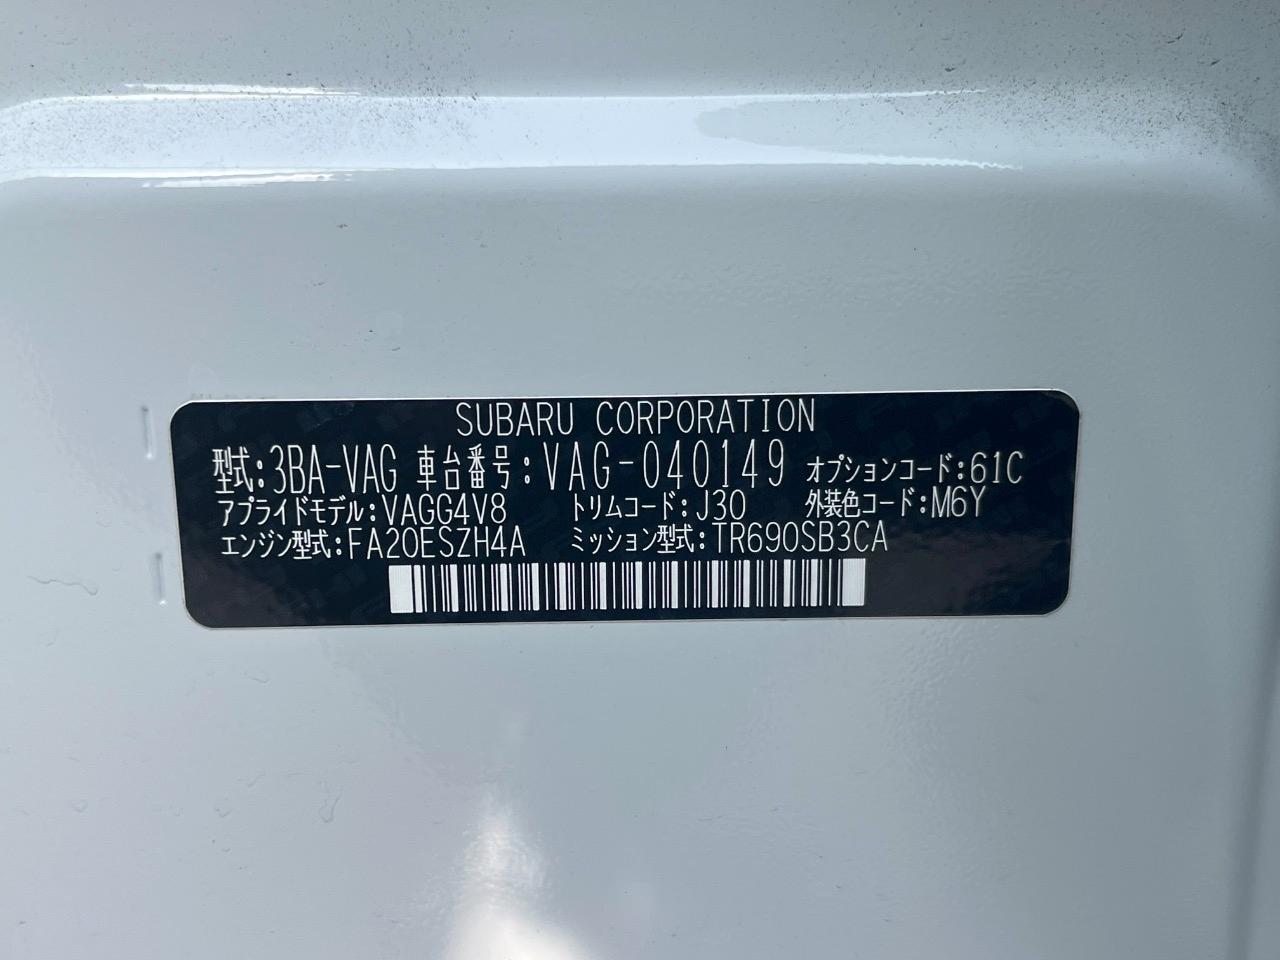 SUBARU CORPORATION
型式:3BA-VAG 車台番号:VAG-040149 オプションコード:61C
アプライドモデル:VAGG4V8 トリムコード:J30 外装色コード:M6Y
エンジン型式:FA20ESZH4A ミッション型式:TR690SB3CA